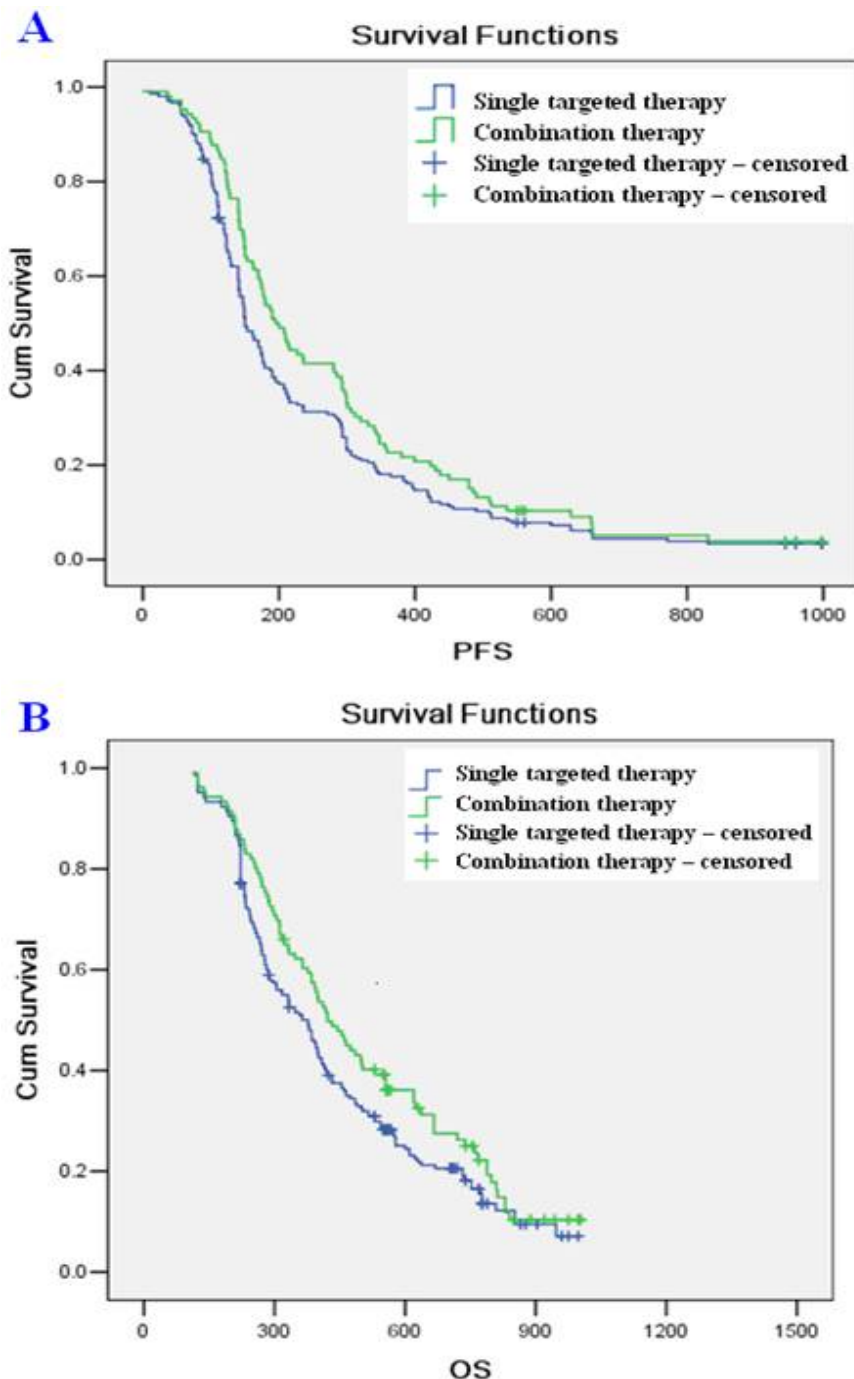 A
Survival Functions
Single targeted therapy
Combination therapy
Single targeted therapy – censored
Combination therapy – censored
Cum Survival
1.0
0.8
0.6
0.4
0.2
0.0
0 200 400 600 800 1000
PFS
B
Survival Functions
Single targeted therapy
Combination therapy
Single targeted therapy – censored
Combination therapy – censored
Cum Survival
1.0
0.8
0.6
0.4
0.2
0.0
0 300 600 900 1200 1500
OS